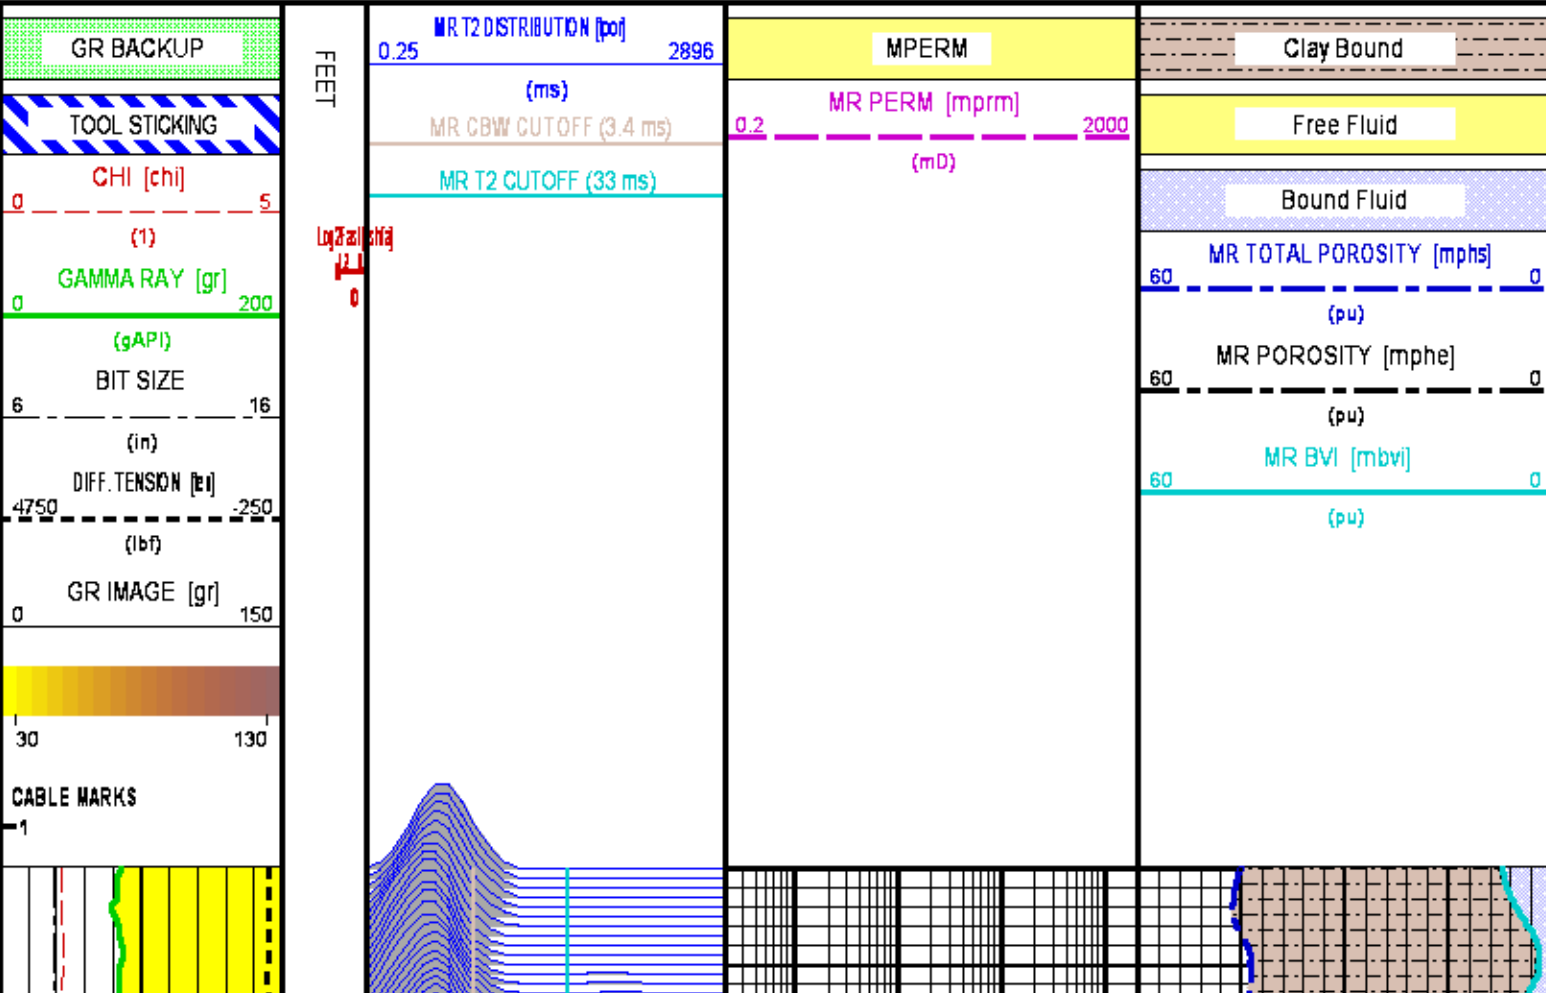 GR BACKUP
TOOL STICKING
CHI [chi]
0 5
(1)
GAMMA RAY [gr]
0 200
(gAPI)
BIT SIZE
6 16
(in)
DIFF. TENSION
4750 -250
(lbf)
GR IMAGE [gr]
0 150
30 130
CABLE MARKS
1
FEET
0
MR T2 DISTRIBUTION [tpor]
0.25 2896
(ms)
MR CBW CUTOFF (3.4 ms)
MR T2 CUTOFF (33 ms)
MPERM
MR PERM [mprm]
0.2 2000
(mD)
Clay Bound
Free Fluid
Bound Fluid
MR TOTAL POROSITY [mphs]
60 0
(pu)
MR POROSITY [mphe]
60 0
(pu)
MR BVI [mbvi]
60 0
(pu)